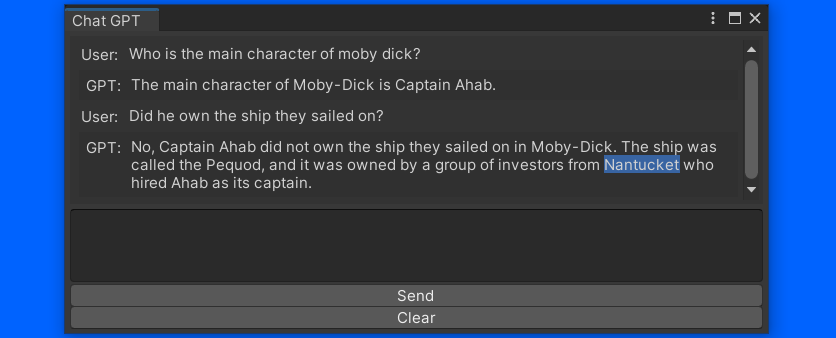 Chat GPT
User: Who is the main character of moby dick?
GPT: The main character of Moby-Dick is Captain Ahab.
User: Did he own the ship they sailed on?
GPT: No, Captain Ahab did not own the ship they sailed on in Moby-Dick. The ship was
called the Pequod, and it was owned by a group of investors from Nantucket who
hired Ahab as its captain.
Send
Clear